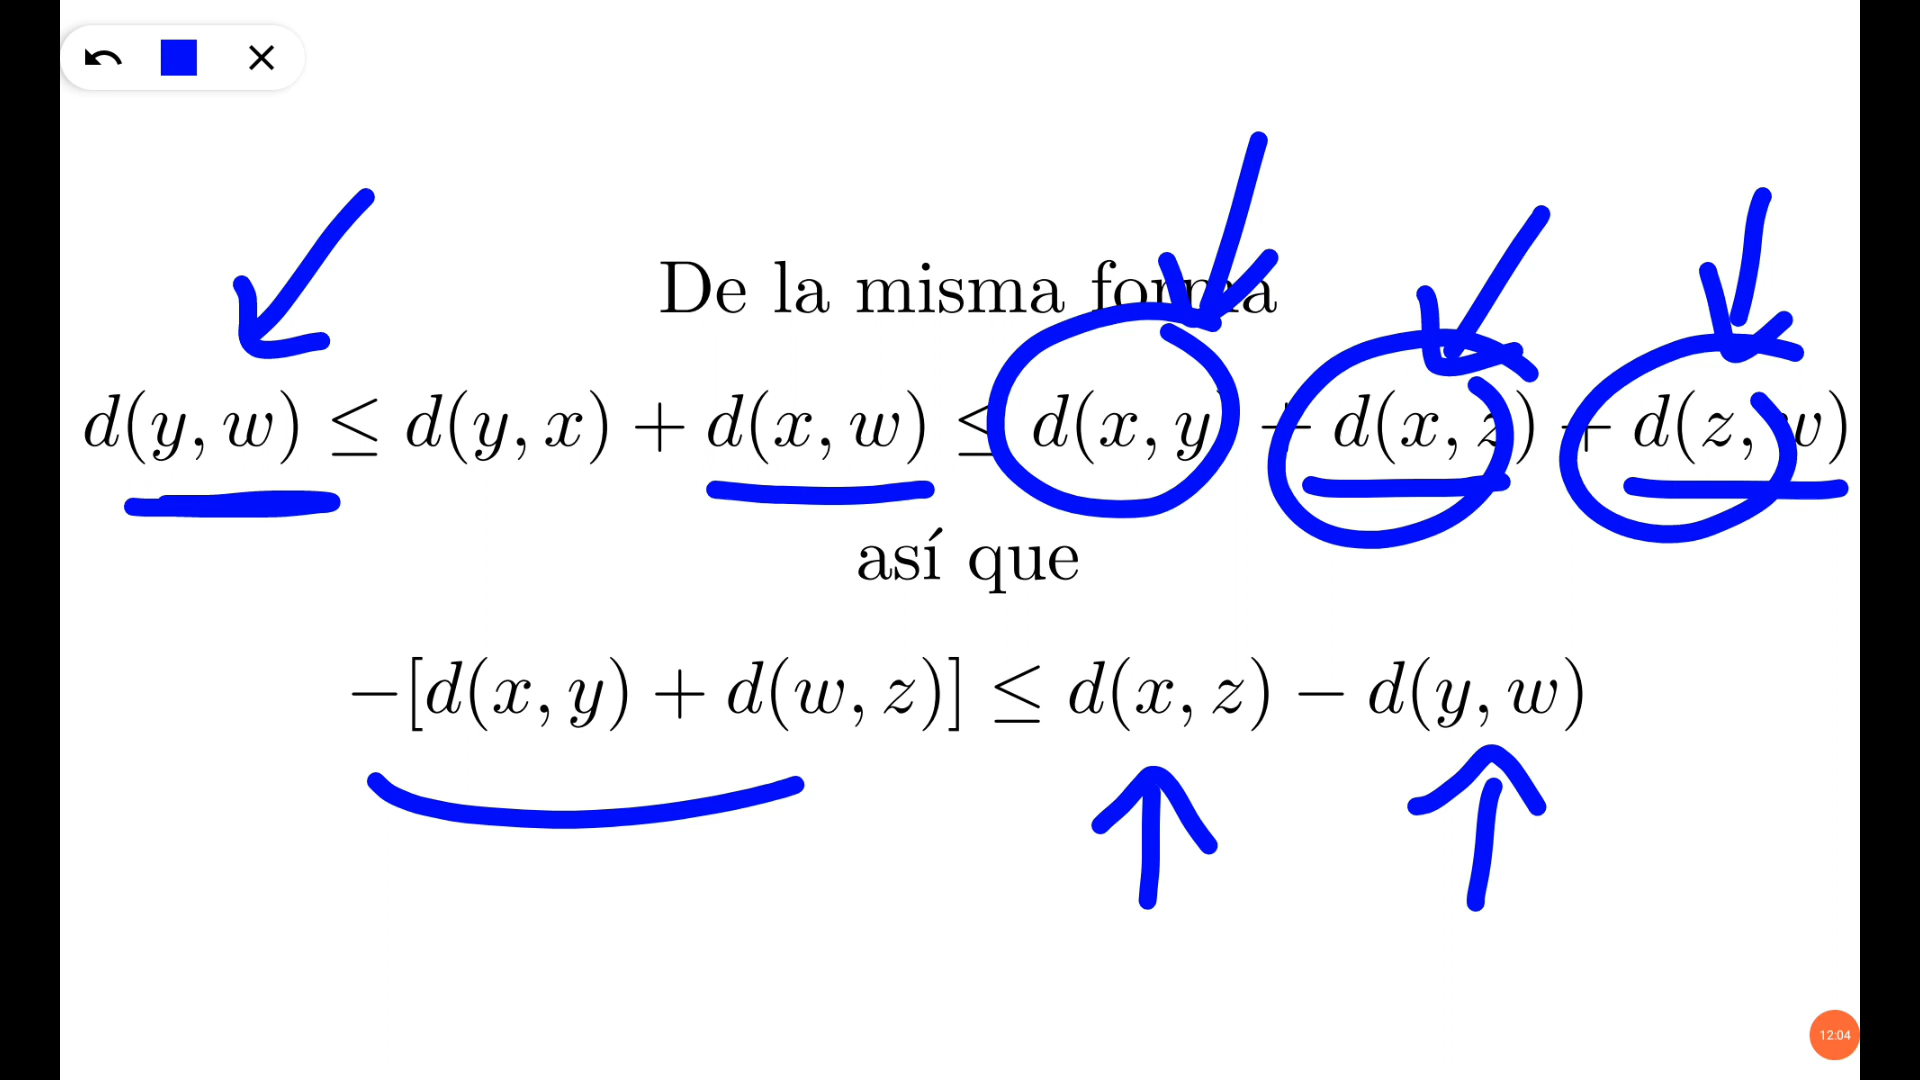 De la misma forma
d(y, w) ≤ d(y, x) + d(x, w) ≤ d(x, y) + d(x, z) + d(z, w)
así que
−[d(x, y) + d(w, z)] ≤ d(x, z) − d(y, w)
12:04